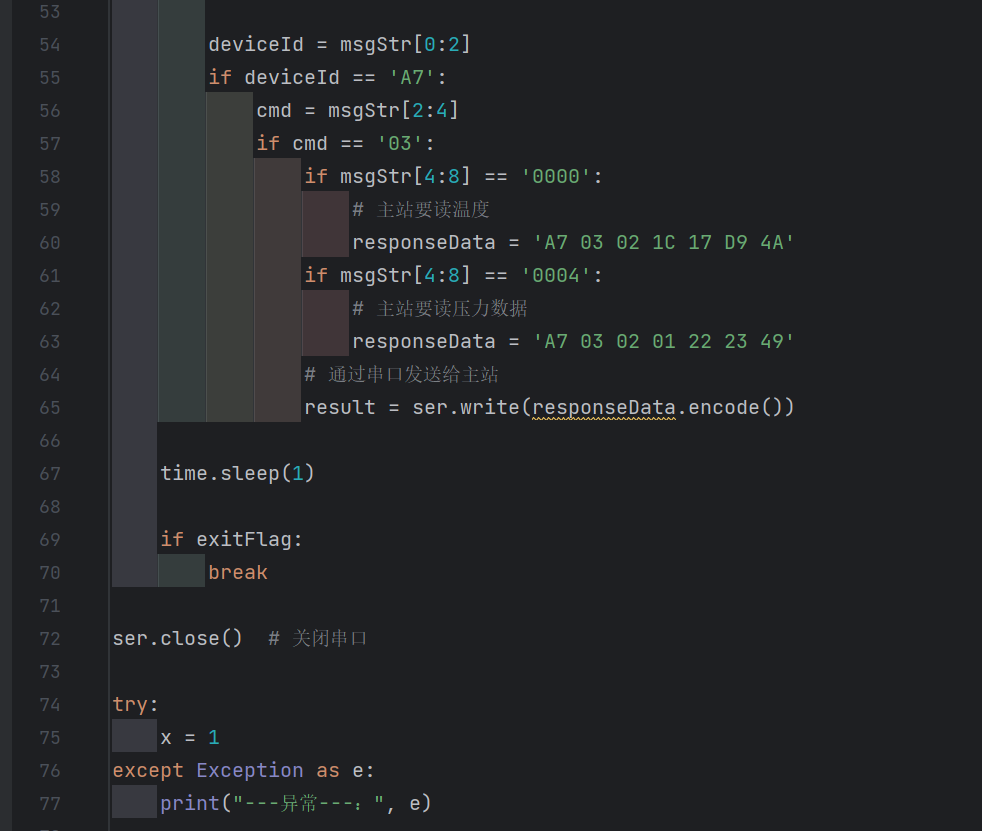 53
54 deviceId = msgStr[0:2]
55 if deviceId == 'A7':
56 cmd = msgStr[2:4]
57 if cmd == '03':
58 if msgStr[4:8] == '0000':
59 # 主站要读温度
60 responseData = 'A7 03 02 1C 17 D9 4A'
61 if msgStr[4:8] == '0004':
62 # 主站要读压力数据
63 responseData = 'A7 03 02 01 22 23 49'
64 # 通过串口发送给主站
65 result = ser.write(responseData.encode())
66
67 time.sleep(1)
68
69 if exitFlag:
70 break
71
72 ser.close()  # 关闭串口
73
74 try:
75 x = 1
76 except Exception as e:
77 print("---异常---：", e)